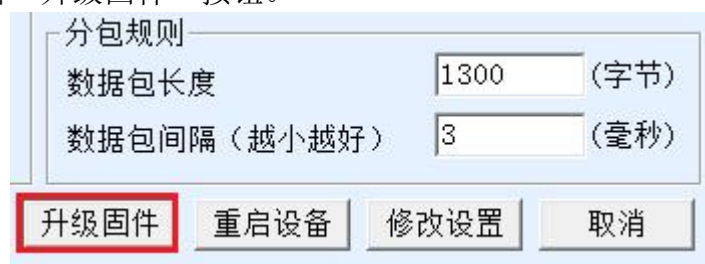 分包规则
数据包长度 1300 (字节)
数据包间隔（越小越好） 3 (毫秒)
升级固件 重启设备 修改设置 取消